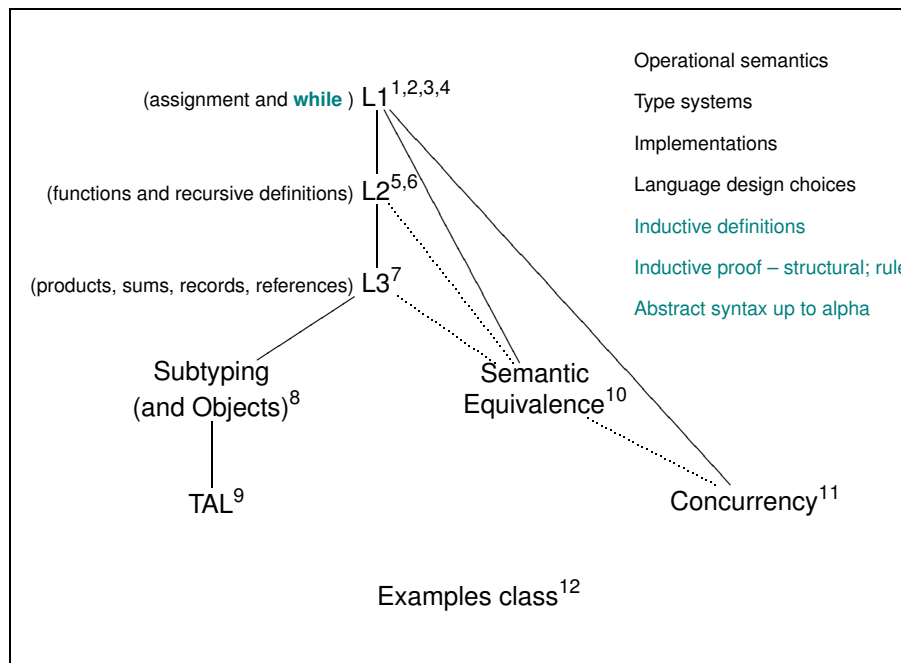 (assignment and while ) L1 1,2,3,4
(functions and recursive definitions) L2 5,6
(products, sums, records, references) L3 7
Subtyping
(and Objects) 8
Semantic
Equivalence 10
TAL 9
Concurrency 11
Examples class 12
Operational semantics
Type systems
Implementations
Language design choices
Inductive definitions
Inductive proof – structural; rule
Abstract syntax up to alpha